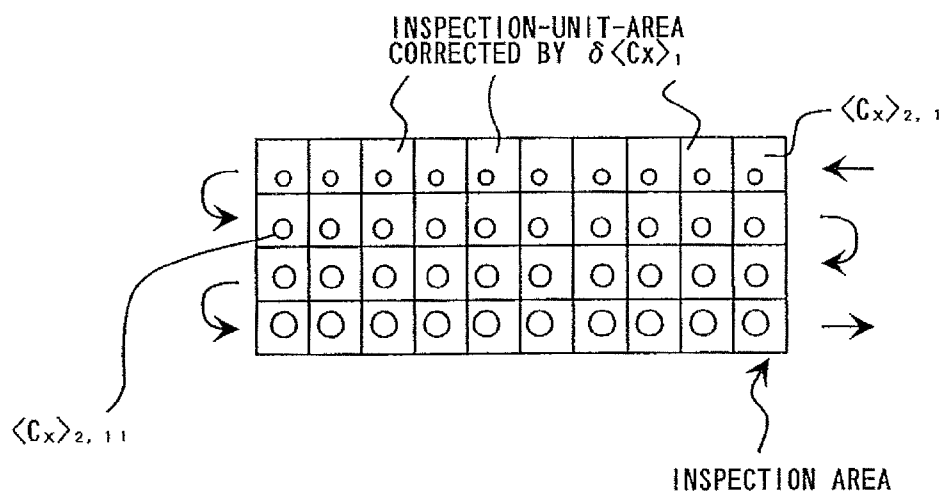 INSPECTION-UNIT-AREA
CORRECTED BY δ⟨Cx⟩₁
⟨Cx⟩₂, ₁
⟨Cx⟩₂, ₁₁
INSPECTION AREA